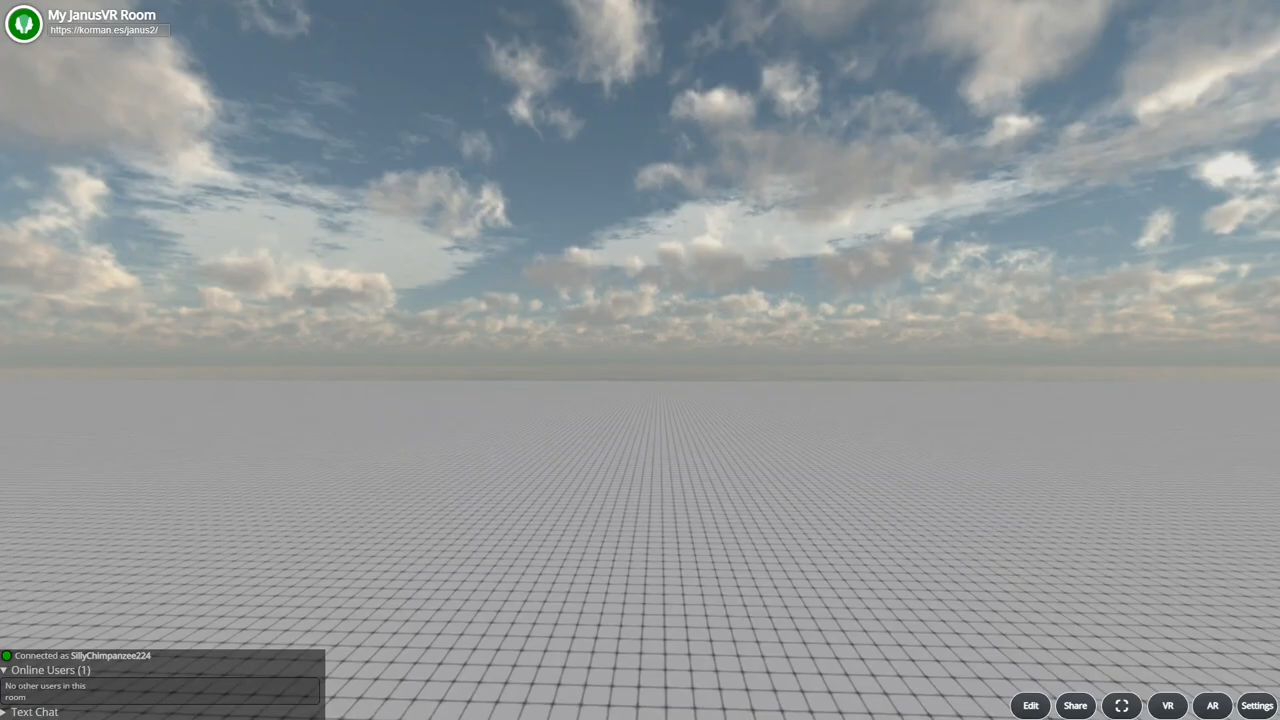 My JanusVR Room
https://korman.es/janus2/
Connected as SillyChimpanzee224
Online Users (1)
No other users in this
room
Text Chat
Edit
Share
VR
AR
Settings